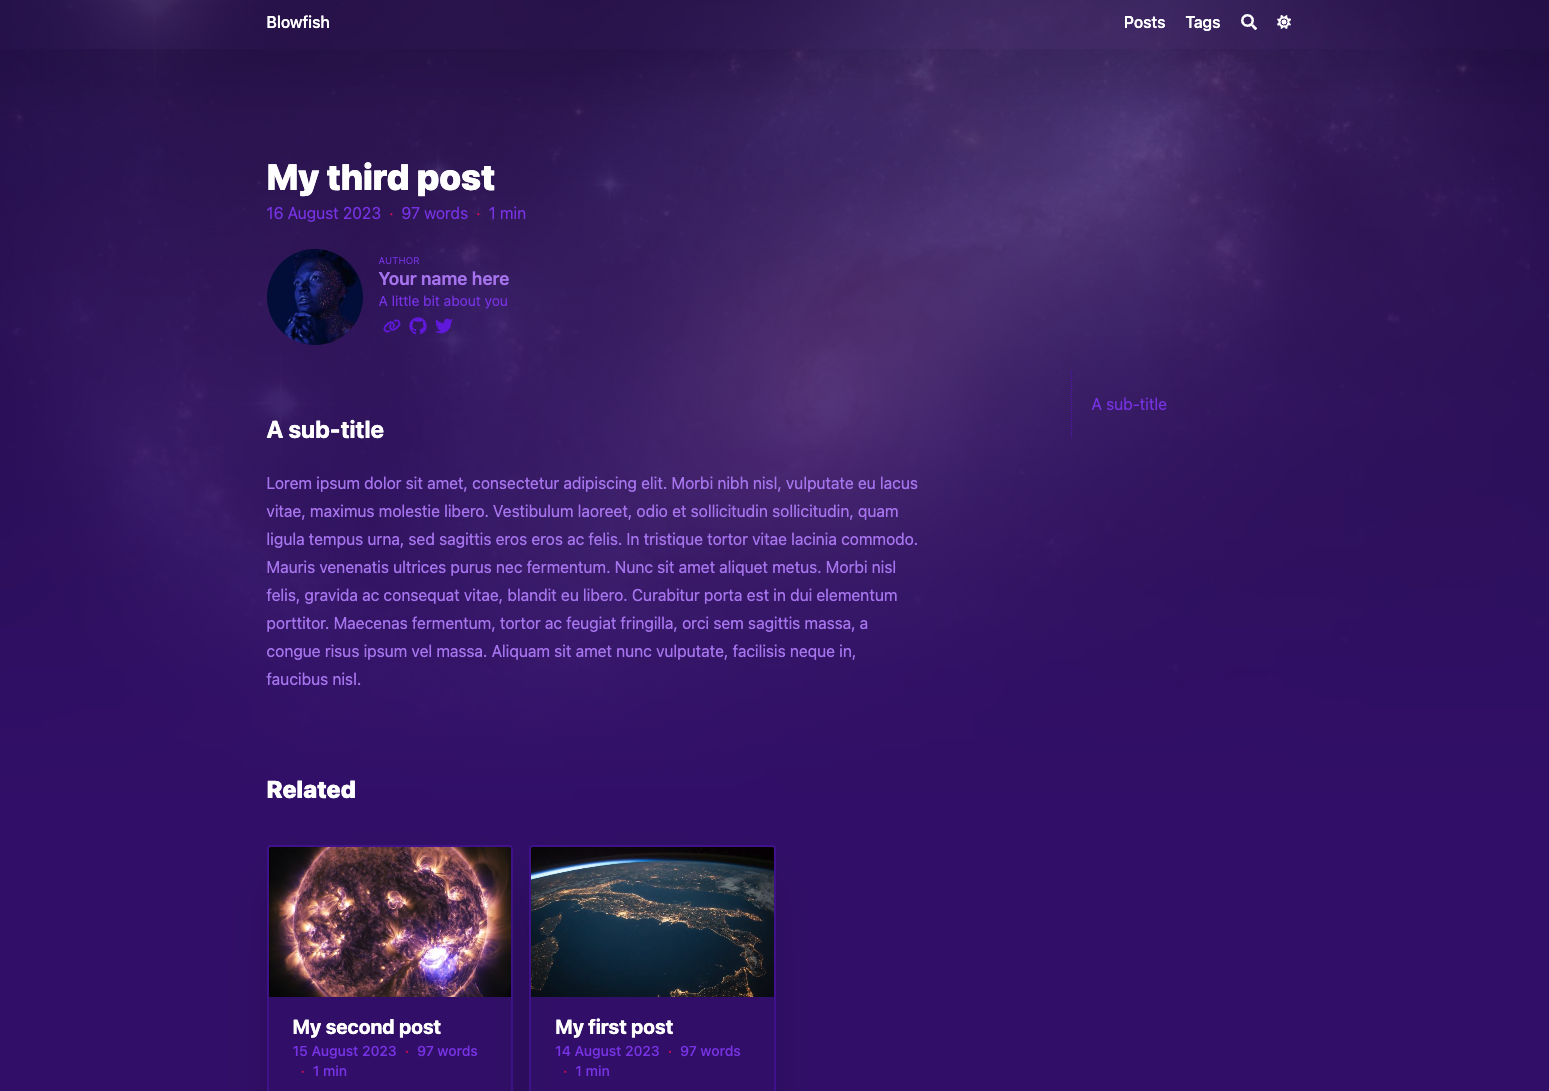 Blowfish
Posts Tags
My third post
16 August 2023 · 97 words · 1 min
AUTHOR
Your name here
A little bit about you
A sub-title
A sub-title
Lorem ipsum dolor sit amet, consectetur adipiscing elit. Morbi nibh nisl, vulputate eu lacus
vitae, maximus molestie libero. Vestibulum laoreet, odio et sollicitudin sollicitudin, quam
ligula tempus urna, sed sagittis eros eros ac felis. In tristique tortor vitae lacinia commodo.
Mauris venenatis ultrices purus nec fermentum. Nunc sit amet aliquet metus. Morbi nisl
felis, gravida ac consequat vitae, blandit eu libero. Curabitur porta est in dui elementum
porttitor. Maecenas fermentum, tortor ac feugiat fringilla, orci sem sagittis massa, a
congue risus ipsum vel massa. Aliquam sit amet nunc vulputate, facilisis neque in,
faucibus nisl.
Related
My second post
15 August 2023 · 97 words
· 1 min
My first post
14 August 2023 · 97 words
· 1 min